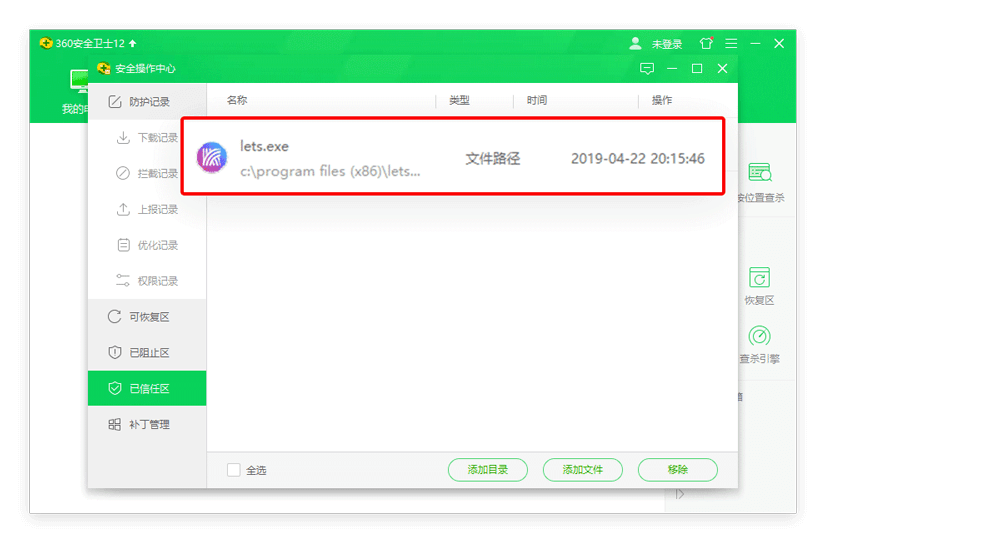 360安全卫士12
未登录
安全操作中心
我的电
防护记录
名称
类型
时间
操作
下载记录
lets.exe
c:\program files (x86)\lets...
文件路径
2019-04-22 20:15:46
拦截记录
按位置查杀
上报记录
优化记录
权限记录
恢复区
可恢复区
已阻止区
查杀引擎
已信任区
补丁管理
全选
添加目录
添加文件
移除